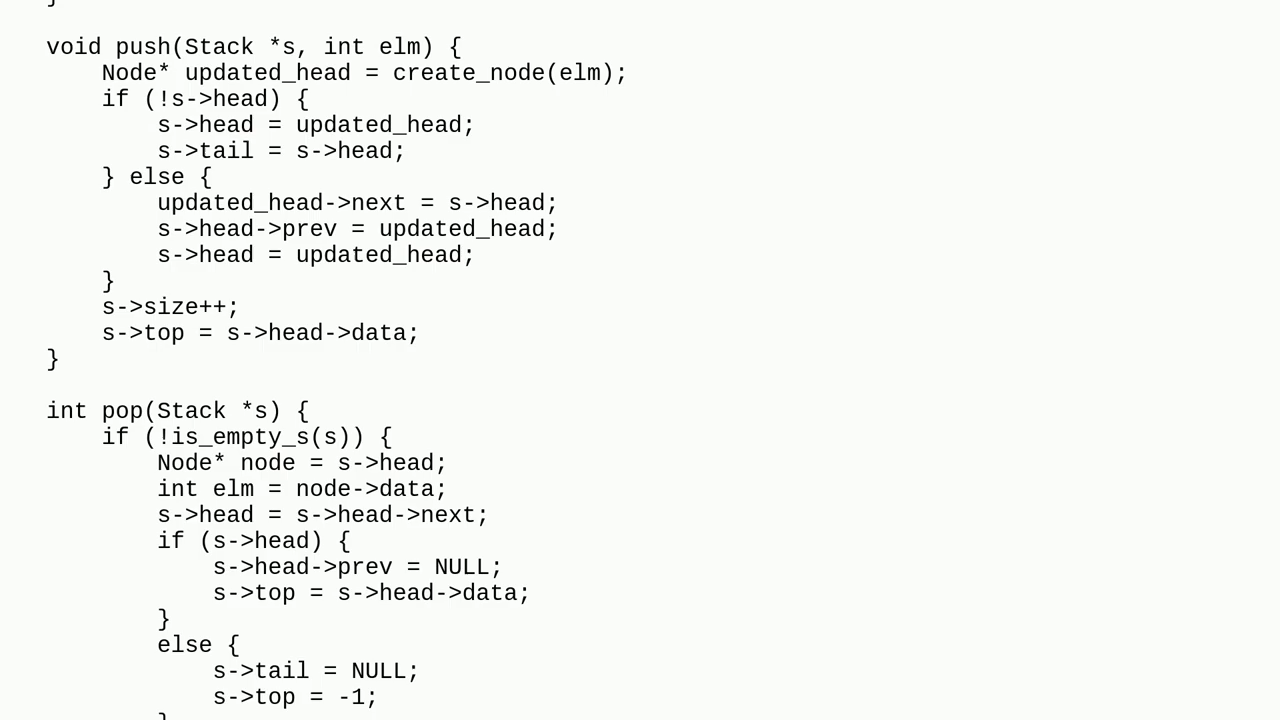 }
void push(Stack *s, int elm) {
    Node* updated_head = create_node(elm);
    if (!s->head) {
        s->head = updated_head;
        s->tail = s->head;
    } else {
        updated_head->next = s->head;
        s->head->prev = updated_head;
        s->head = updated_head;
    }
    s->size++;
    s->top = s->head->data;
}
int pop(Stack *s) {
    if (!is_empty_s(s)) {
        Node* node = s->head;
        int elm = node->data;
        s->head = s->head->next;
        if (s->head) {
            s->head->prev = NULL;
            s->top = s->head->data;
        }
        else {
            s->tail = NULL;
            s->top = -1;
        }